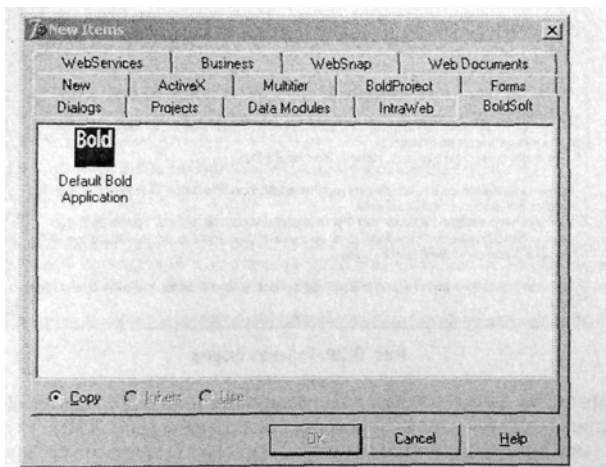 New Items
WebServices Business WebSnap Web Documents
New ActiveX Multitier BoldProject Forms
Dialogs Projects Data Modules IntraWeb BoldSoft
Bold
Default Bold
Application
Copy Inherit Use
OK Cancel Help